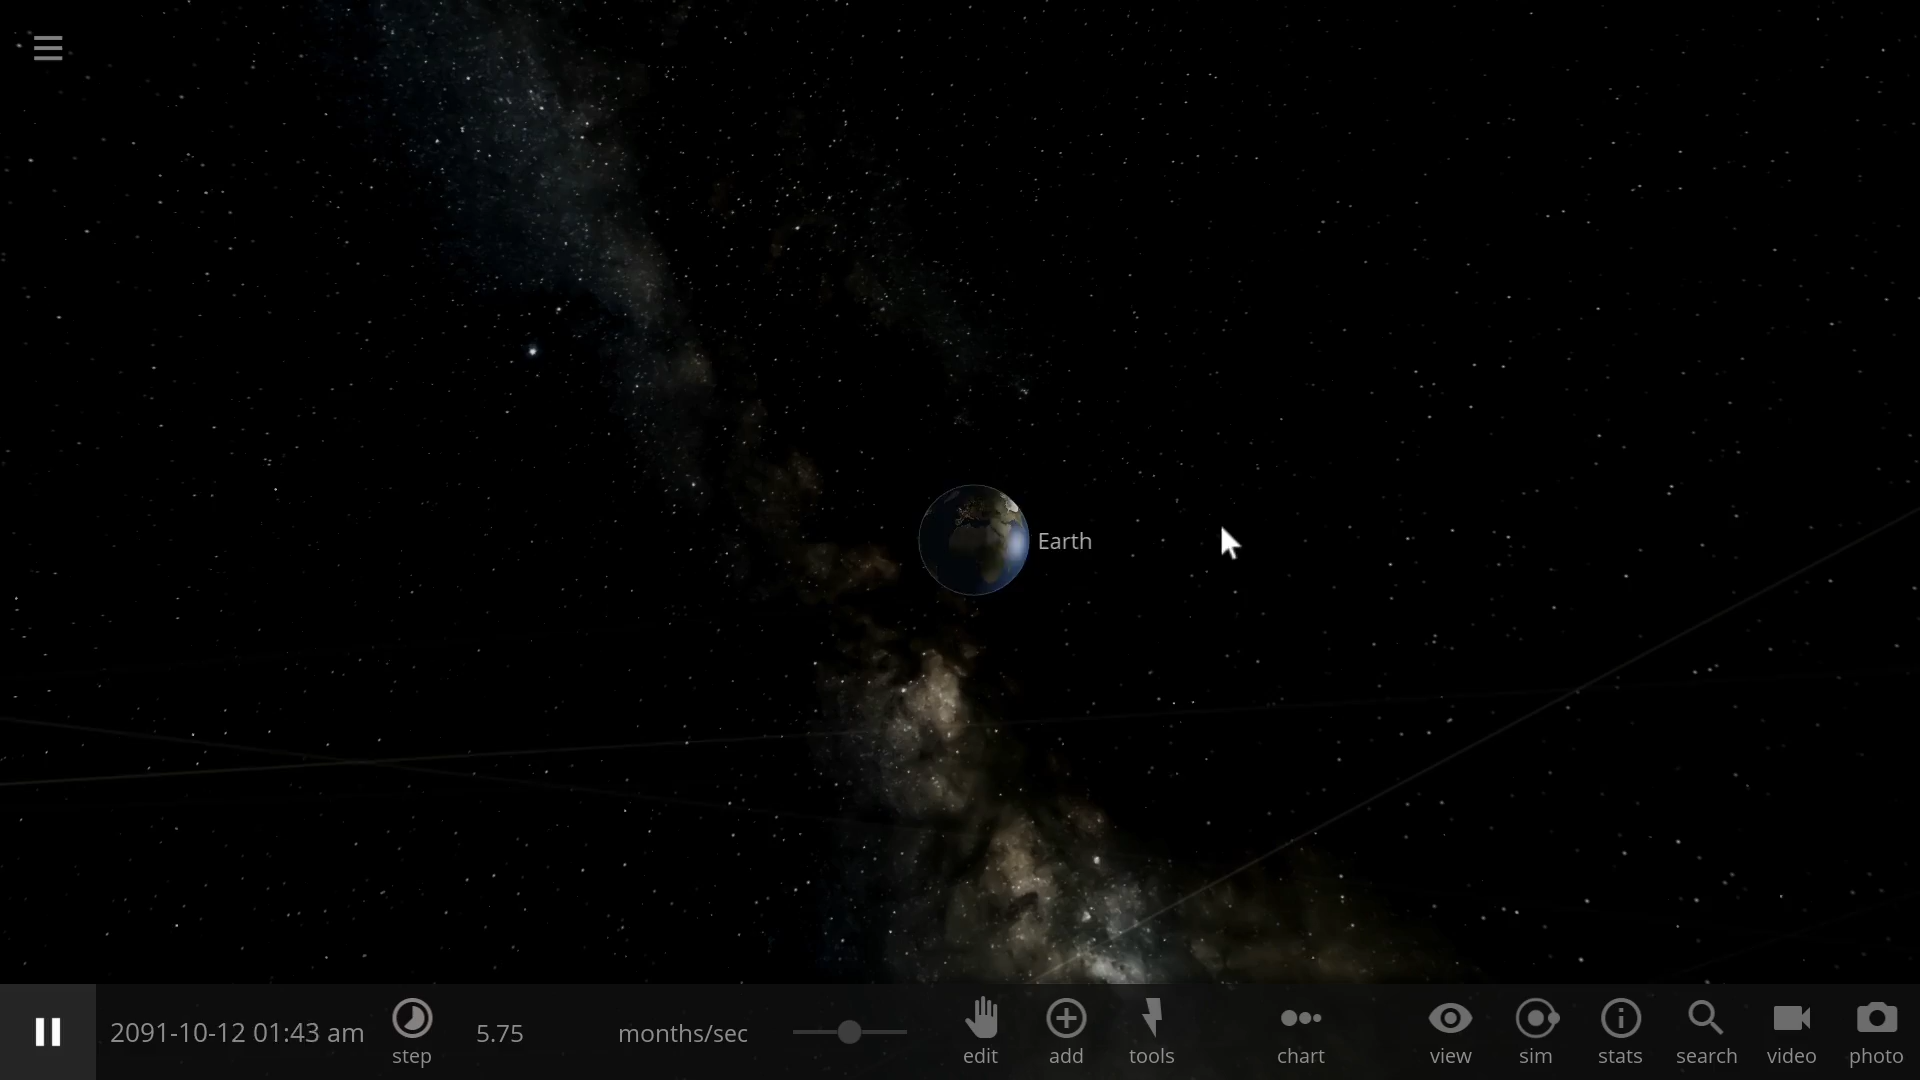 Earth
2091-10-12 01:43 am
step
5.75
months/sec
edit
add
tools
chart
view
sim
stats
search
video
photo